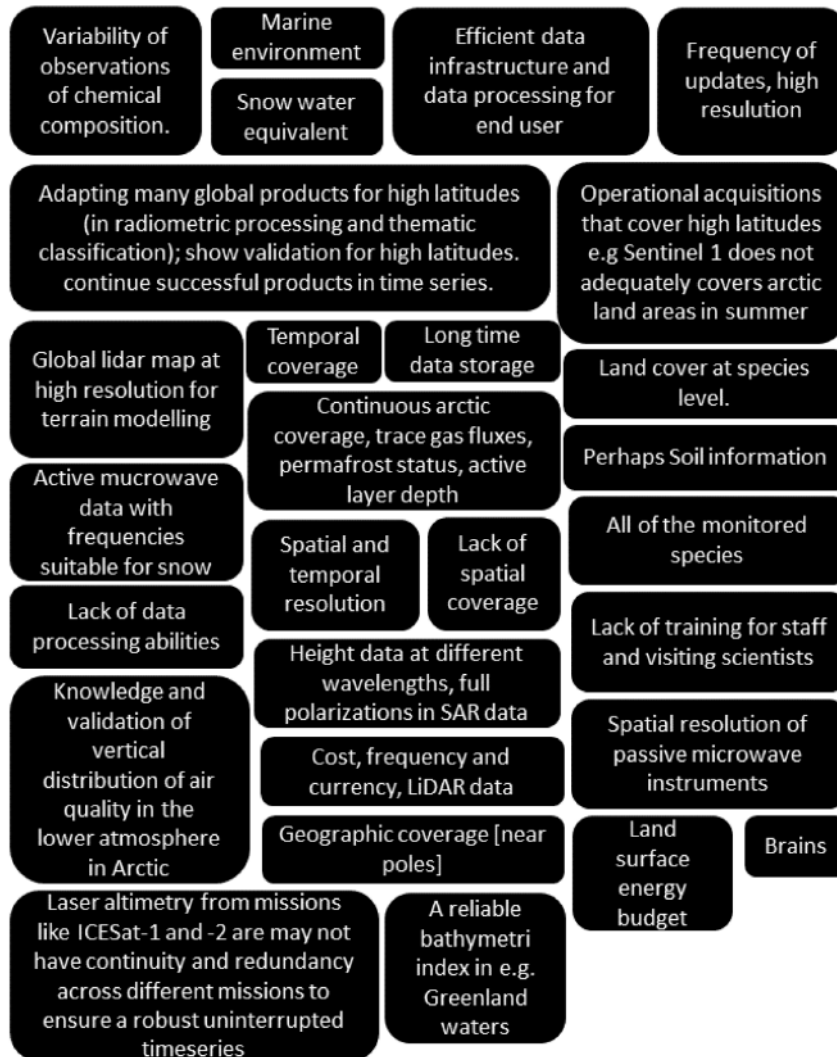 Variability of
observations
of chemical
composition.
Marine
environment
Snow water
equivalent
Efficient data
infrastructure and
data processing for
end user
Frequency of
updates, high
resulution
Adapting many global products for high latitudes
(in radiometric processing and thematic
classification); show validation for high latitudes.
continue successful products in time series.
Operational acquisitions
that cover high latitudes
e.g Sentinel 1 does not
adequately covers arctic
land areas in summer
Global lidar map at
high resolution for
terrain modelling
Temporal
coverage
Long time
data storage
Land cover at species
level.
Continuous arctic
coverage, trace gas fluxes,
permafrost status, active
layer depth
Perhaps Soil information
Active mucrowave
data with
frequencies
suitable for snow
Spatial and
temporal
resolution
Lack of
spatial
coverage
All of the monitored
species
Lack of data
processing abilities
Lack of training for staff
and visiting scientists
Height data at different
wavelengths, full
polarizations in SAR data
Knowledge and
validation of
vertical
distribution of air
quality in the
lower atmosphere
in Arctic
Spatial resolution of
passive microwave
instruments
Cost, frequency and
currency, LiDAR data
Geographic coverage [near
poles]
Land
surface
energy
budget
Brains
Laser altimetry from missions
like ICESat-1 and -2 are may not
have continuity and redundancy
across different missions to
ensure a robust uninterrupted
timeseries
A reliable
bathymetri
index in e.g.
Greenland
waters